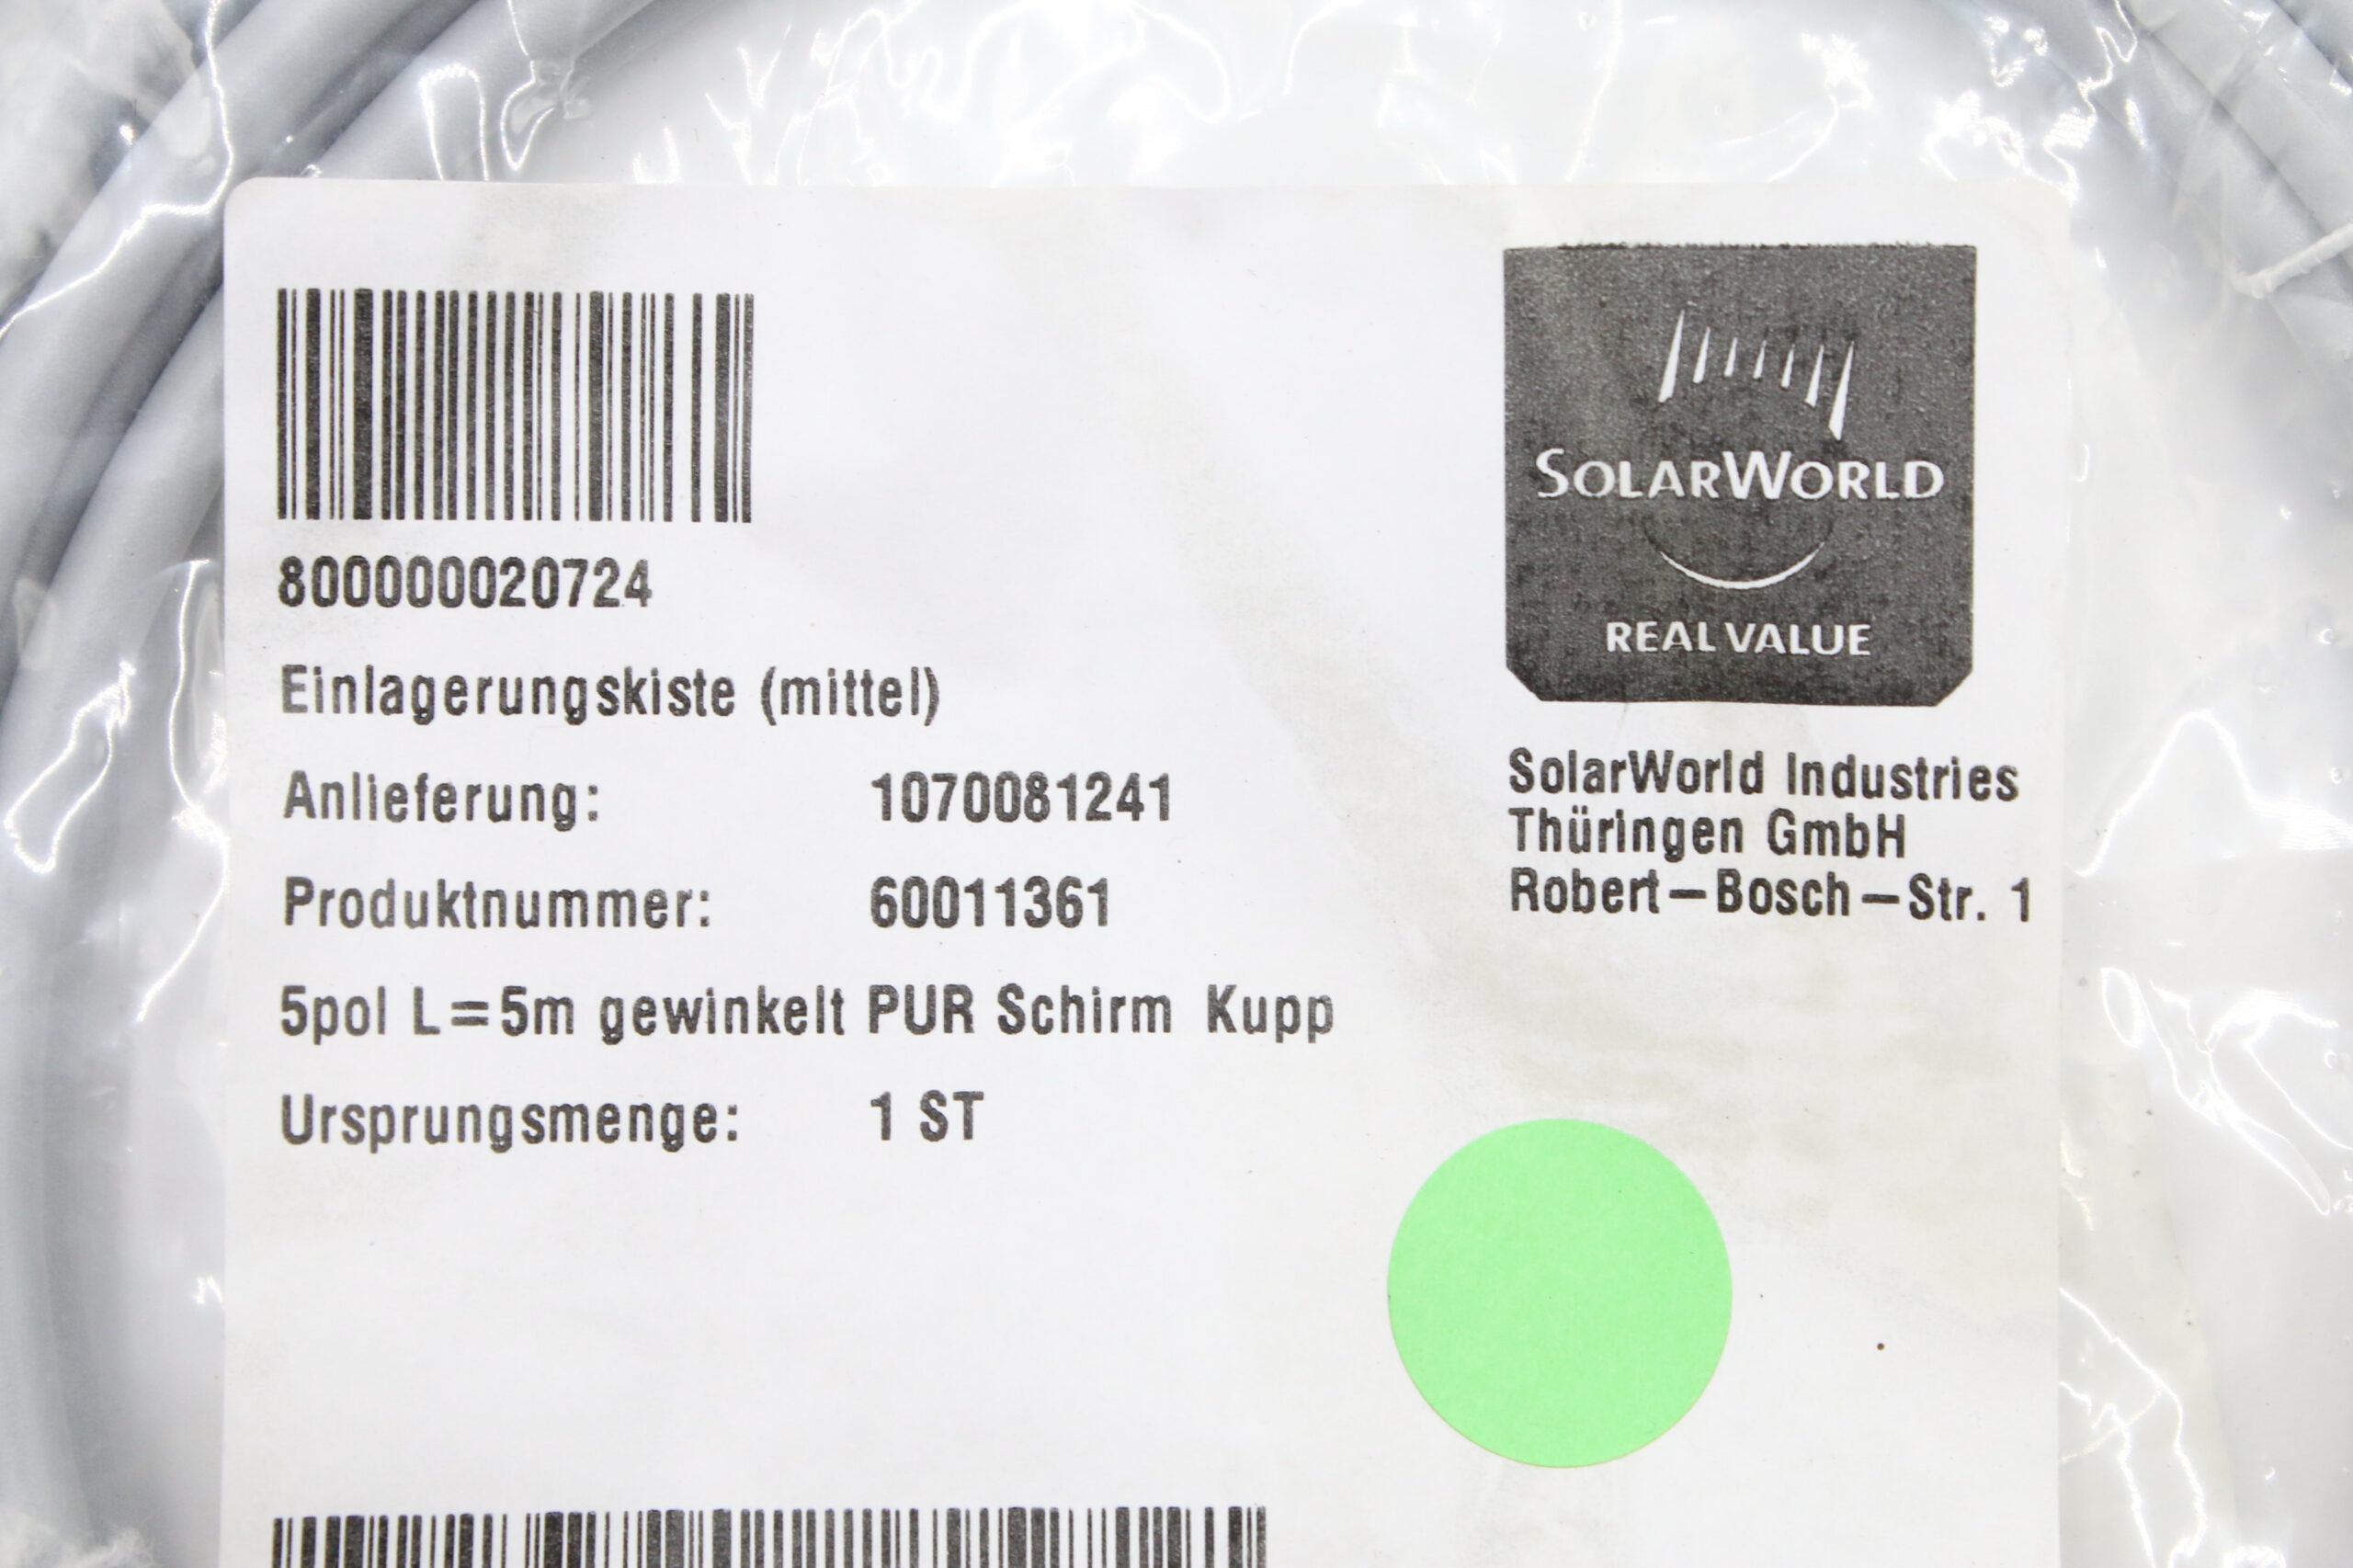 800000020724
Einlagerungskiste (mittel)
Anlieferung: 1070081241
Produktnummer: 60011361
5pol L=5m gewinkelt PUR Schirm Kupp
Ursprungsmenge: 1 ST
SOLARWORLD
REAL VALUE
SolarWorld Industries
Thüringen GmbH
Robert-Bosch-Str. 1